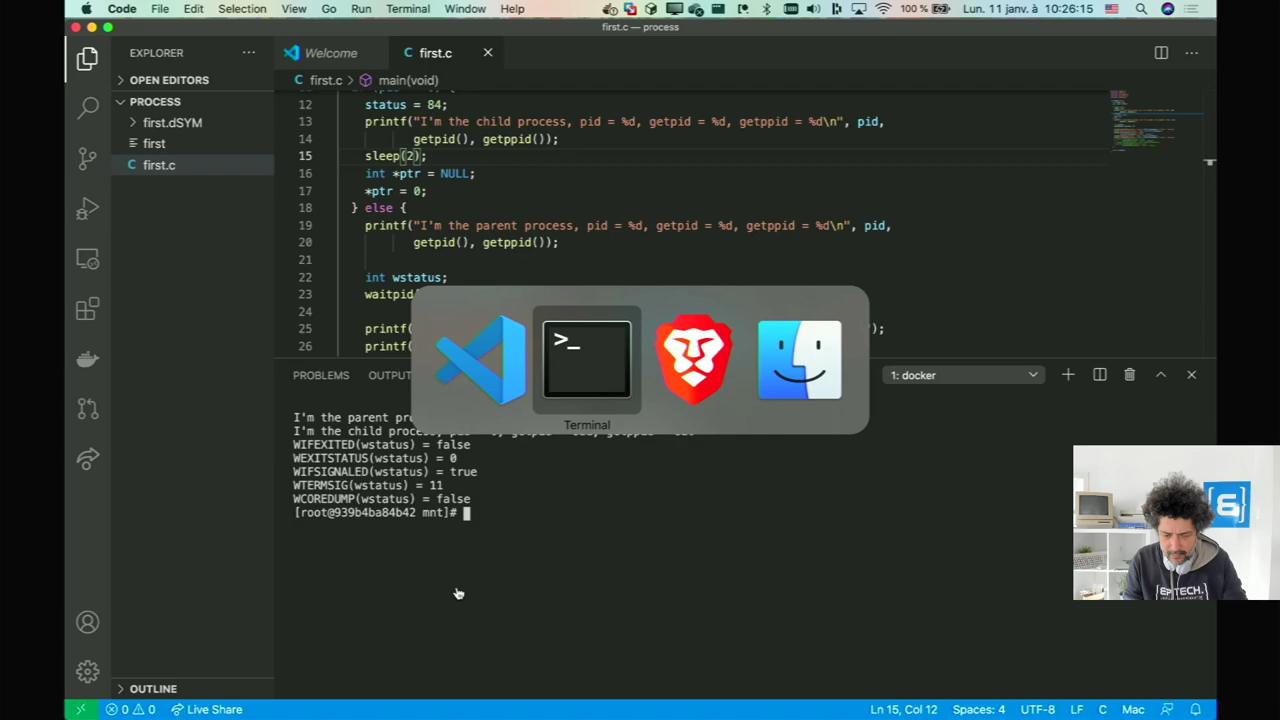 Code File Edit Selection View Go Run Terminal Window Help 100 % Lun. 11 janv. à 10:26:15
first.c — process
EXPLORER
Welcome
first.c
OPEN EDITORS
first.c > main(void)
PROCESS
first.dSYM
first
first.c
12 status = 84;
13 printf("I'm the child process, pid = %d, getpid = %d, getppid = %d\n", pid,
14 getpid(), getppid());
15 sleep(2);
16 int *ptr = NULL;
17 *ptr = 0;
18 } else {
19 printf("I'm the parent process, pid = %d, getpid = %d, getppid = %d\n", pid,
20 getpid(), getppid());
21
22 int wstatus;
23 waitpid
24
25 printf( );
26 printf(
Terminal
PROBLEMS OUTPUT 1: docker
I'm the parent pro
I'm the child process, pid
WIFEXITED(wstatus) = false
WEXITSTATUS(wstatus) = 0
WIFSIGNALED(wstatus) = true
WTERMSIG(wstatus) = 11
WCOREDUMP(wstatus) = false
[root@939b4ba84b42 mnt]#
{EPITECH.
OUTLINE
0 0 Live Share Ln 15, Col 12 Spaces: 4 UTF-8 LF C Mac